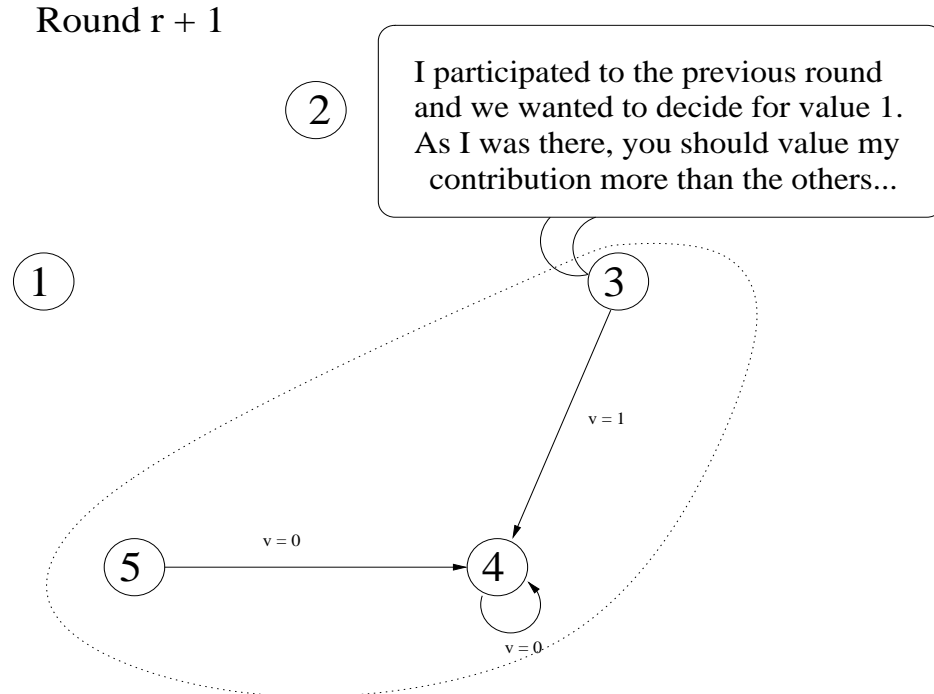 Round r + 1
2
I participated to the previous round
and we wanted to decide for value 1.
As I was there, you should value my
contribution more than the others...
1
3
v = 1
v = 0
5
4
v = 0